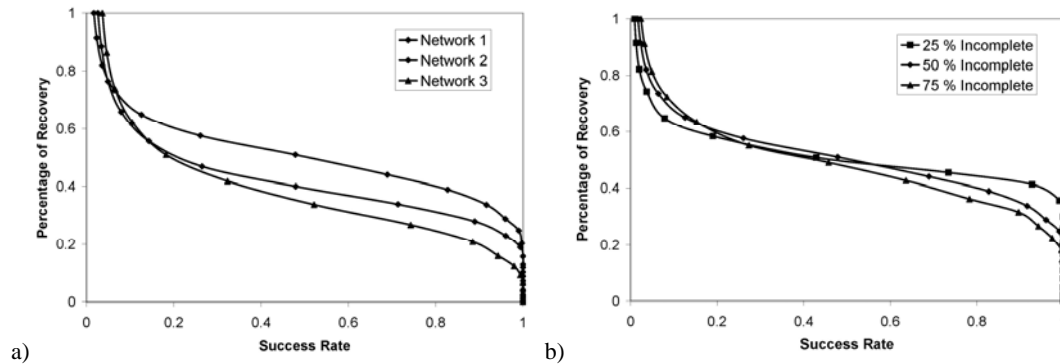 1
0.8
0.6
0.4
0.2
0
Percentage of Recovery
0
0.2
0.4
0.6
0.8
1
Success Rate
Network 1
Network 2
Network 3
a)
1
0.8
0.6
0.4
0.2
0
Percentage of Recovery
0
0.2
0.4
0.6
0.8
Success Rate
25 % Incomplete
50 % Incomplete
75 % Incomplete
b)